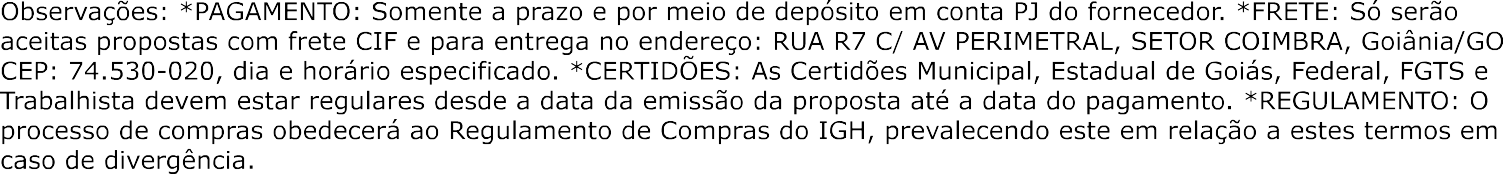 Observações: *PAGAMENTO: Somente a prazo e por meio de depósito em conta PJ do fornecedor. *FRETE: Só serão
aceitas propostas com frete CIF e para entrega no endereço: RUA R7 C/ AV PERIMETRAL, SETOR COIMBRA, Goiânia/GO
CEP: 74.530-020, dia e horário especificado. *CERTIDÕES: As Certidões Municipal, Estadual de Goiás, Federal, FGTS e
Trabalhista devem estar regulares desde a data da emissão da proposta até a data do pagamento. *REGULAMENTO: O
processo de compras obedecerá ao Regulamento de Compras do IGH, prevalecendo este em relação a estes termos em
caso de divergência.